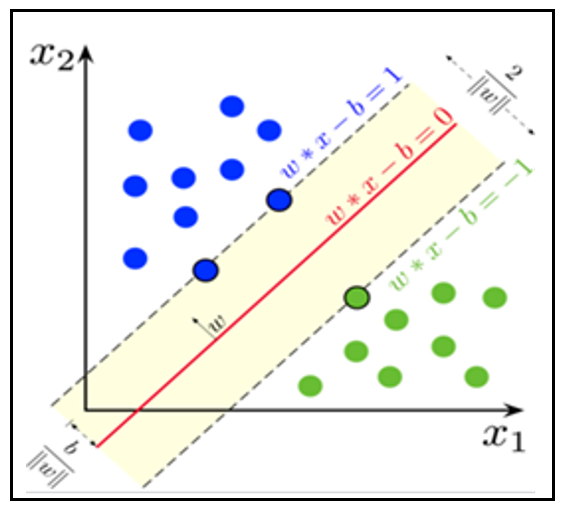 x₂
w * x − b = 1
2
‖w‖
w * x − b = 0
w * x − b = −1
w
b
‖w‖
x₁